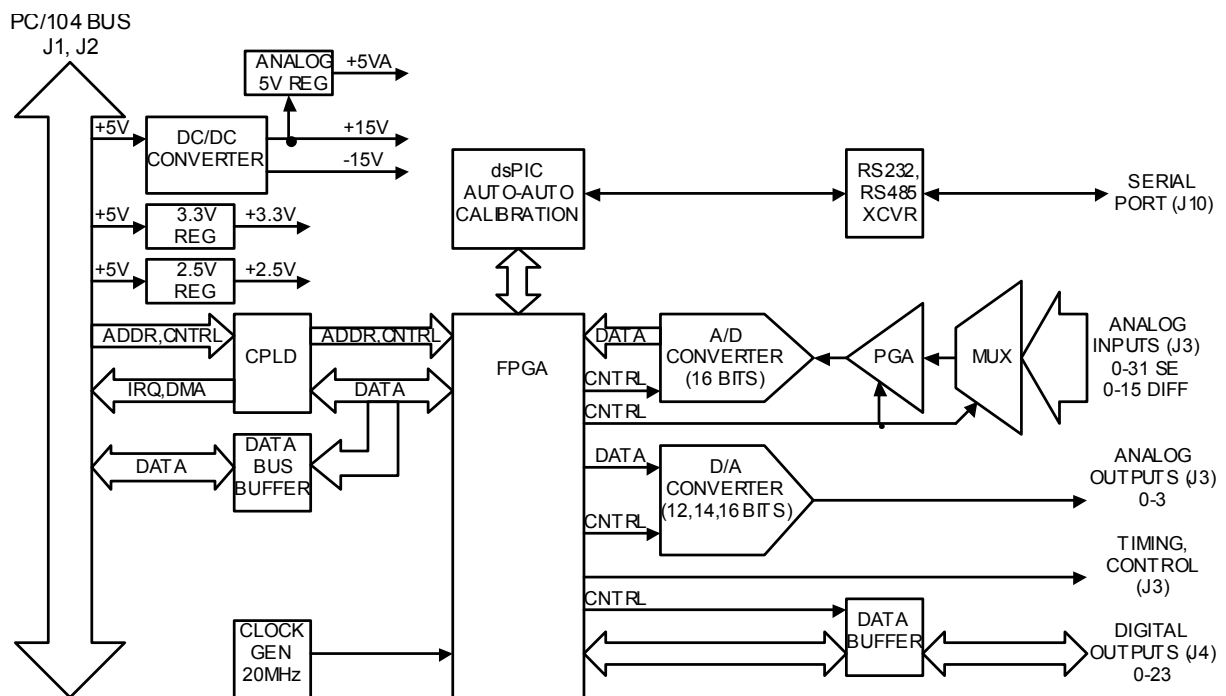 PC/104 BUS
J1, J2
ANALOG
5V REG
+5VA
+5V
DC/DC
CONVERTER
+15V
-15V
+5V
3.3V
REG
+3.3V
+5V
2.5V
REG
+2.5V
ADDR,CNTRL
CPLD
ADDR,CNTRL
IRQ,DMA
DATA
DATA
DATA
BUS
BUFFER
CLOCK
GEN
20MHz
dsPIC
AUTO-AUTO
CALIBRATION
RS232,
RS485
XCVR
SERIAL
PORT (J10)
FPGA
DATA
A/D
CONVERTER
(16 BITS)
PGA
MUX
ANALOG
INPUTS (J3)
0-31 SE
0-15 DIFF
CNTRL
CNTRL
DATA
D/A
CONVERTER
(12,14,16 BITS)
CNTRL
ANALOG
OUTPUTS (J3)
0-3
TIMING,
CONTROL
(J3)
CNTRL
DATA
BUFFER
DIGITAL
OUTPUTS (J4)
0-23